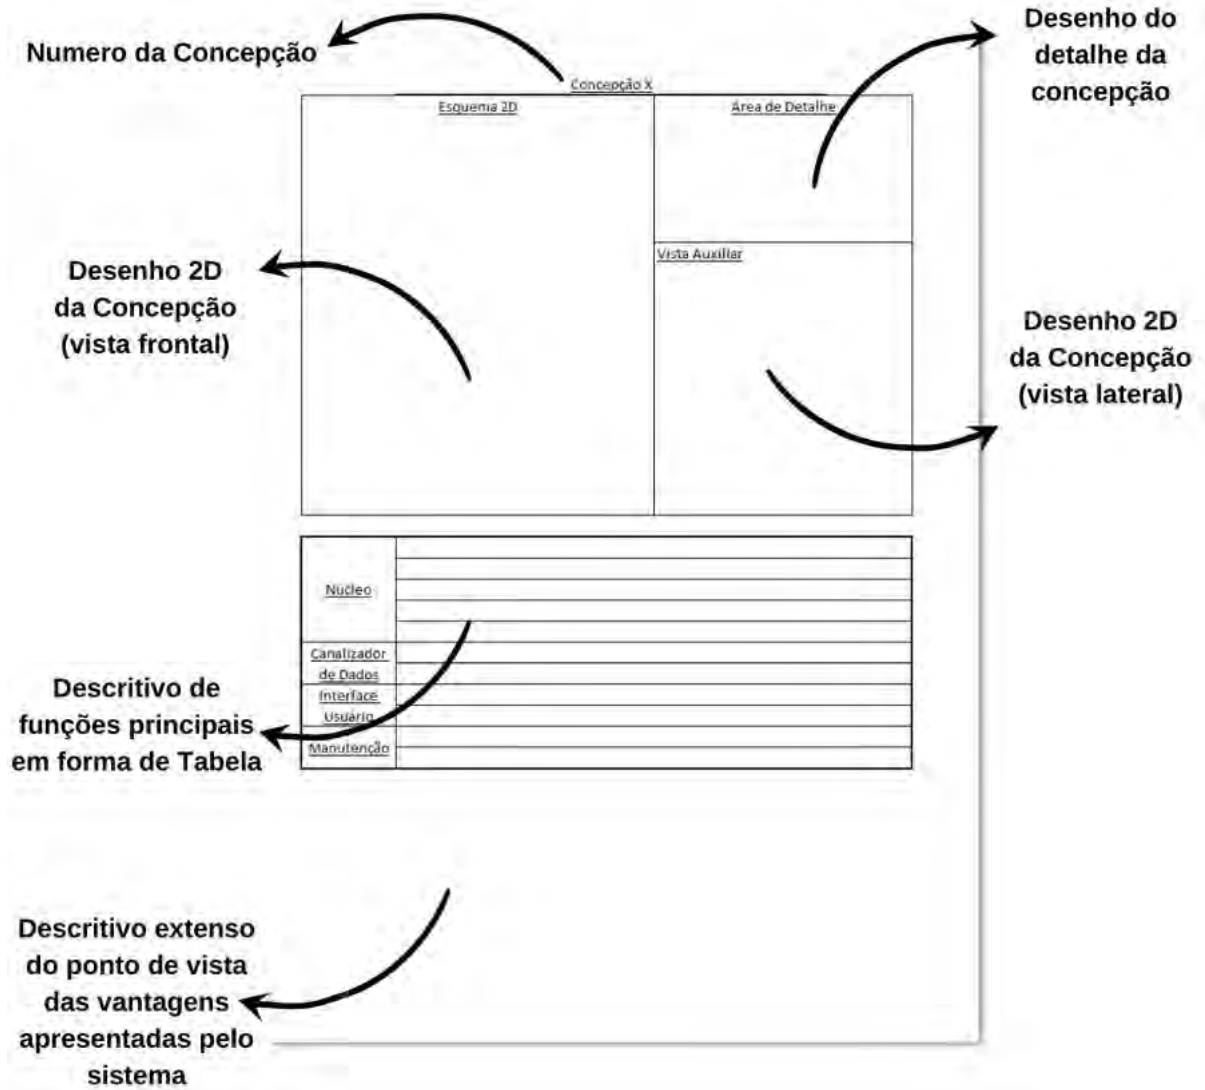 Numero da Concepção
Desenho do
detalhe da
concepção
Concepção X
Esquema 2D
Área de Detalhe
Vista Auxiliar
Desenho 2D
da Concepção
(vista frontal)
Desenho 2D
da Concepção
(vista lateral)
Núcleo
Canalizador
de Dados
Interface
Usuário
Manutenção
Descritivo de
funções principais
em forma de Tabela
Descritivo extenso
do ponto de vista
das vantagens
apresentadas pelo
sistema